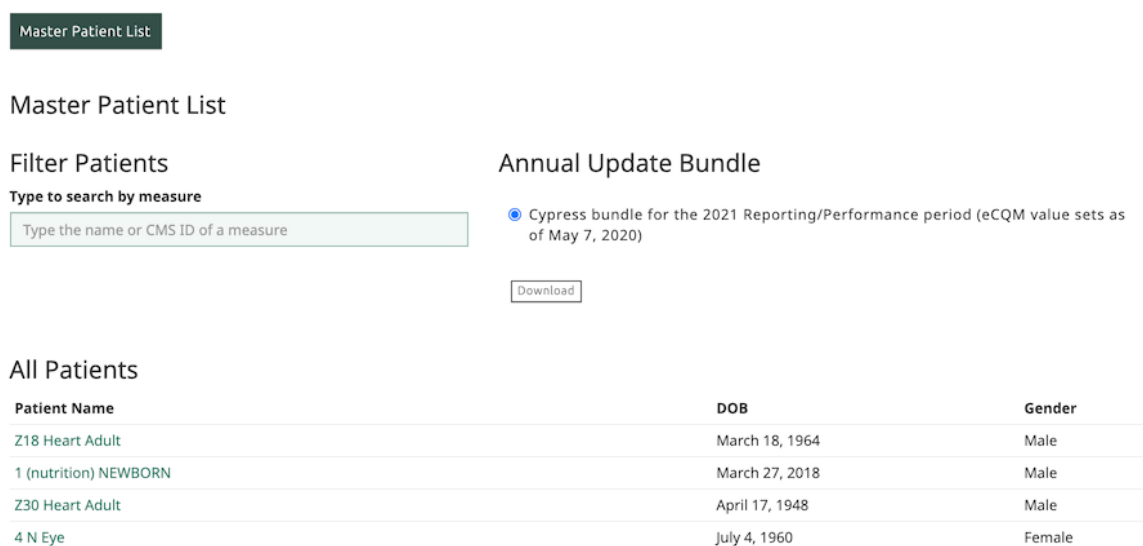 Master Patient List
Master Patient List
Filter Patients
Type to search by measure
Type the name or CMS ID of a measure
Annual Update Bundle
Cypress bundle for the 2021 Reporting/Performance period (eCQM value sets as
of May 7, 2020)
Download
All Patients
Patient Name DOB Gender
Z18 Heart Adult March 18, 1964 Male
1 (nutrition) NEWBORN March 27, 2018 Male
Z30 Heart Adult April 17, 1948 Male
4 N Eye July 4, 1960 Female